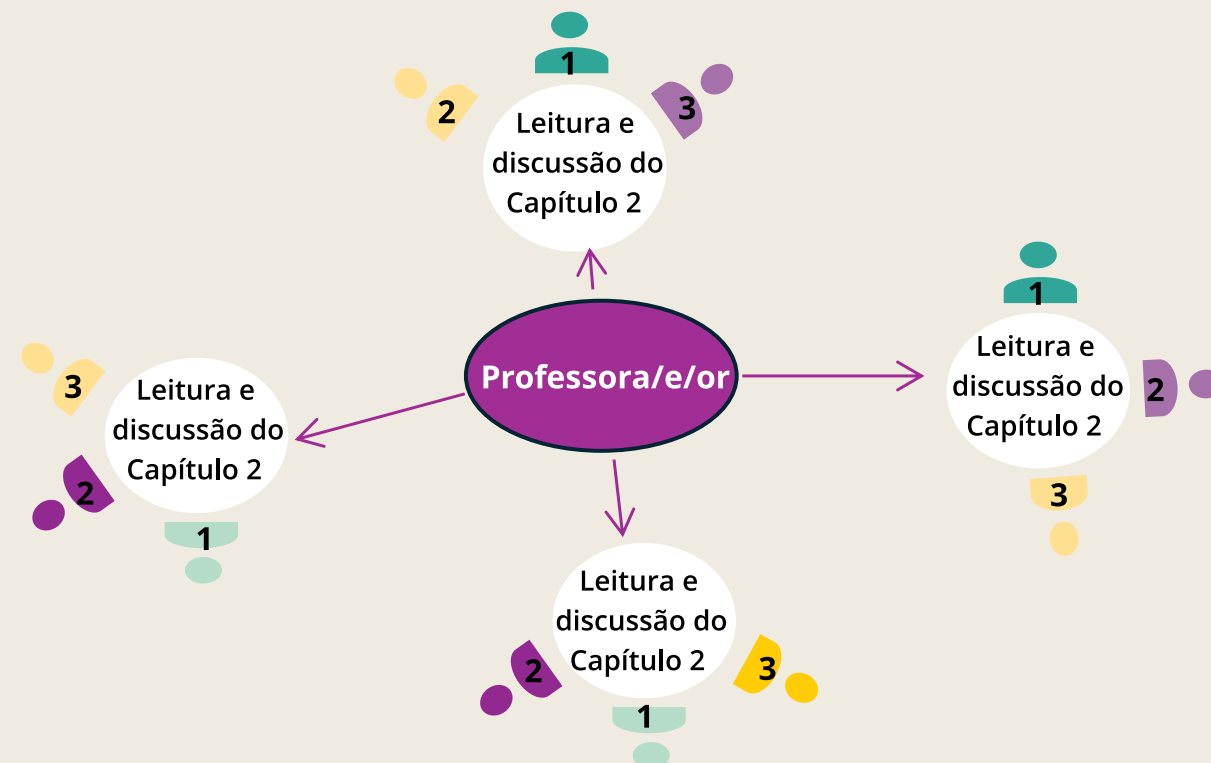 1
2
3
Leitura e
discussão do
Capítulo 2
1
Leitura e
discussão do
Capítulo 2
2
3
Professora/e/or
3
Leitura e
discussão do
Capítulo 2
2
1
Leitura e
discussão do
Capítulo 2
2
3
1